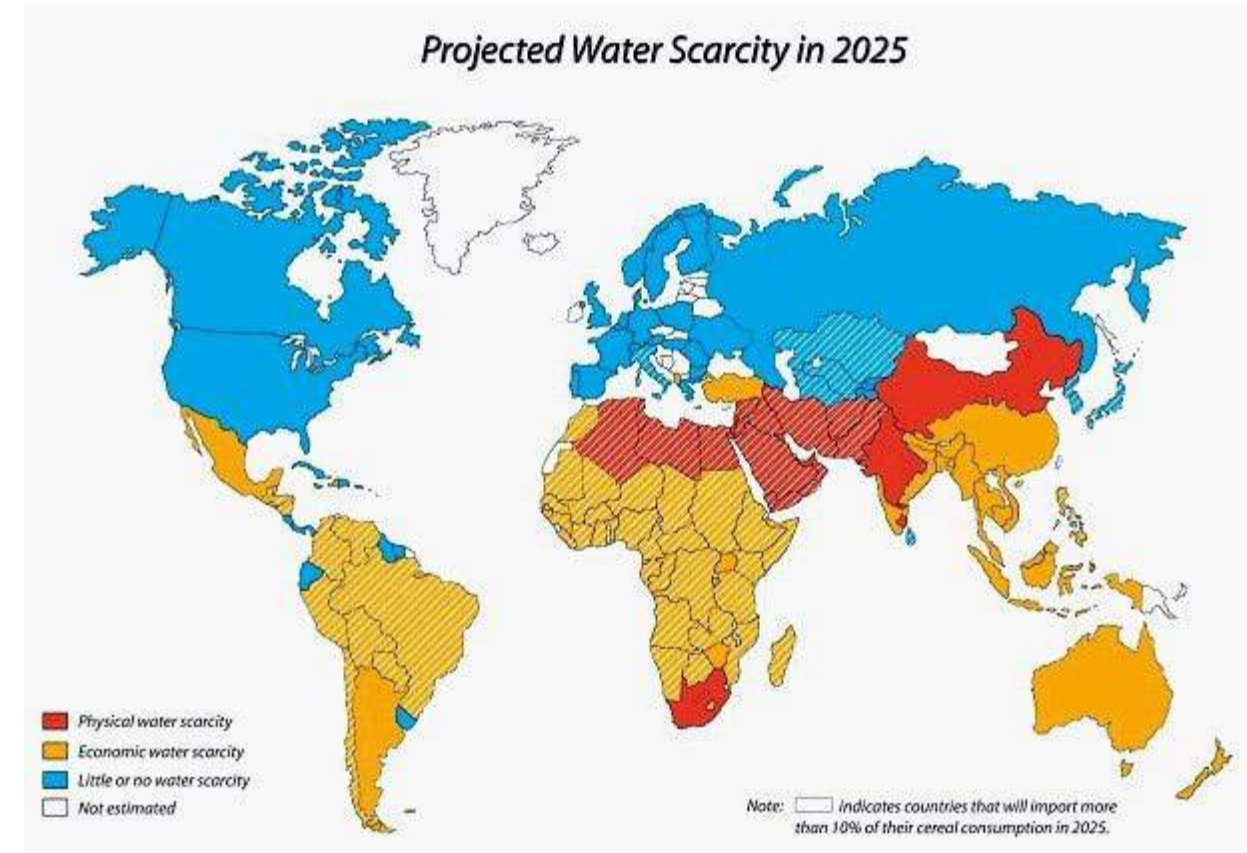 Projected Water Scarcity in 2025
Physical water scarcity
Economic water scarcity
Little or no water scarcity
Not estimated
Note: indicates countries that will import more
than 10% of their cereal consumption in 2025.